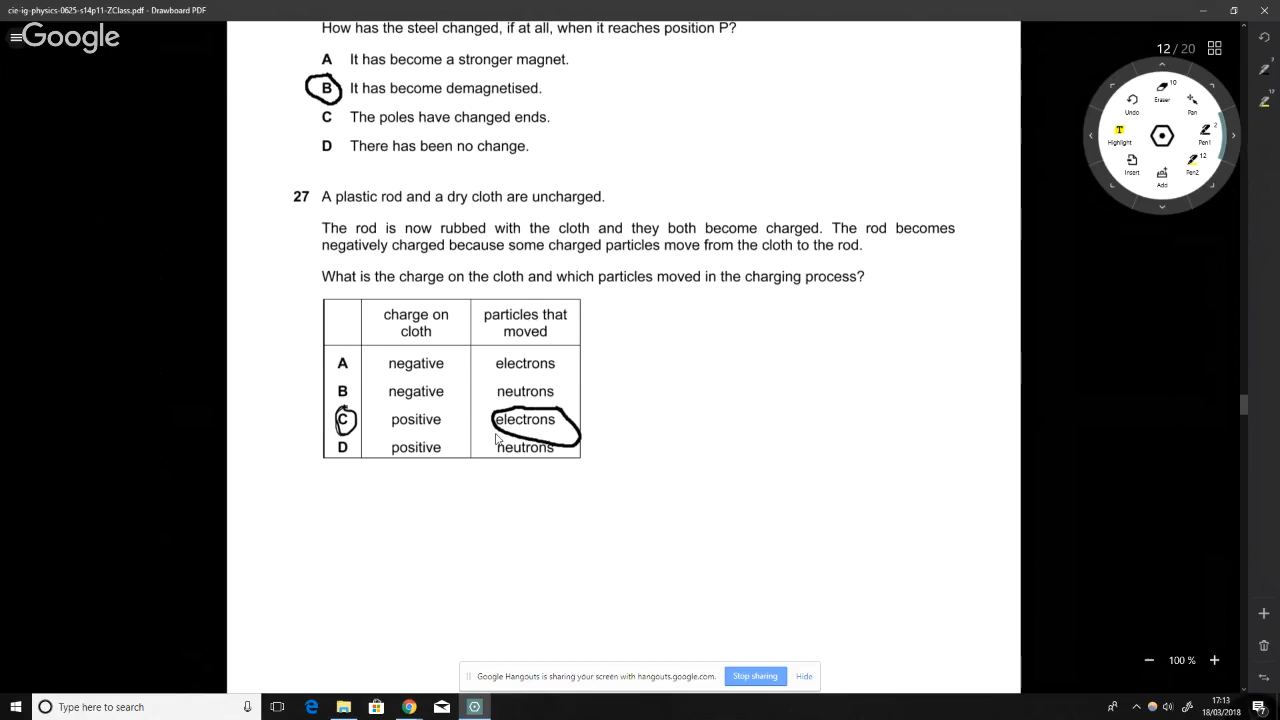 cie-ig-physics-0625-s14p11-ZClass.pdf - Drawboard PDF
Google
How has the steel changed, if at all, when it reaches position P?
A It has become a stronger magnet.
B It has become demagnetised.
C The poles have changed ends.
D There has been no change.
27 A plastic rod and a dry cloth are uncharged.
The rod is now rubbed with the cloth and they both become charged. The rod becomes
negatively charged because some charged particles move from the cloth to the rod.
What is the charge on the cloth and which particles moved in the charging process?
charge on particles that
cloth moved
A negative electrons
B negative neutrons
C positive electrons
D positive neutrons
12 / 20
10
Eraser
Undo
Pan
T
Highlight
2
Pen1
Insert
12
Pen2
Add
2
12
100 %
Google Hangouts is sharing your screen with hangouts.google.com.
Stop sharing
Hide
Type here to search
17:13
18/03/2018